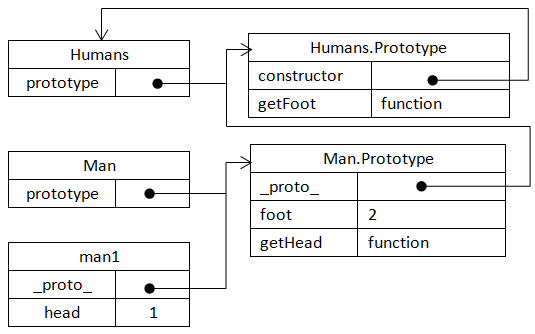 Humans
prototype
Humans.Prototype
constructor
getFoot function
Man
prototype
Man.Prototype
_proto_
foot 2
getHead function
man1
_proto_
head 1